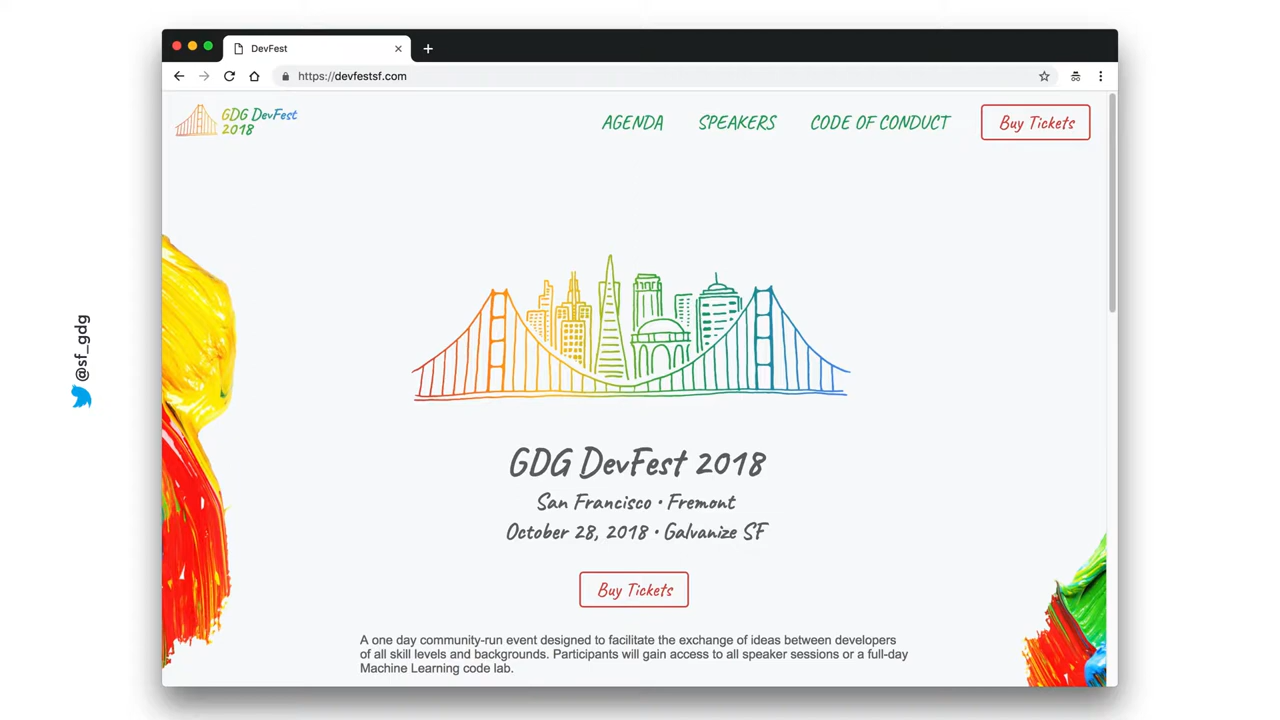 DevFest
https://devfestsf.com
GDG DevFest
2018
AGENDA
SPEAKERS
CODE OF CONDUCT
Buy Tickets
@sf_gdg
GDG DevFest 2018
San Francisco • Fremont
October 28, 2018 • Galvanize SF
Buy Tickets
A one day community-run event designed to facilitate the exchange of ideas between developers
of all skill levels and backgrounds. Participants will gain access to all speaker sessions or a full-day
Machine Learning code lab.